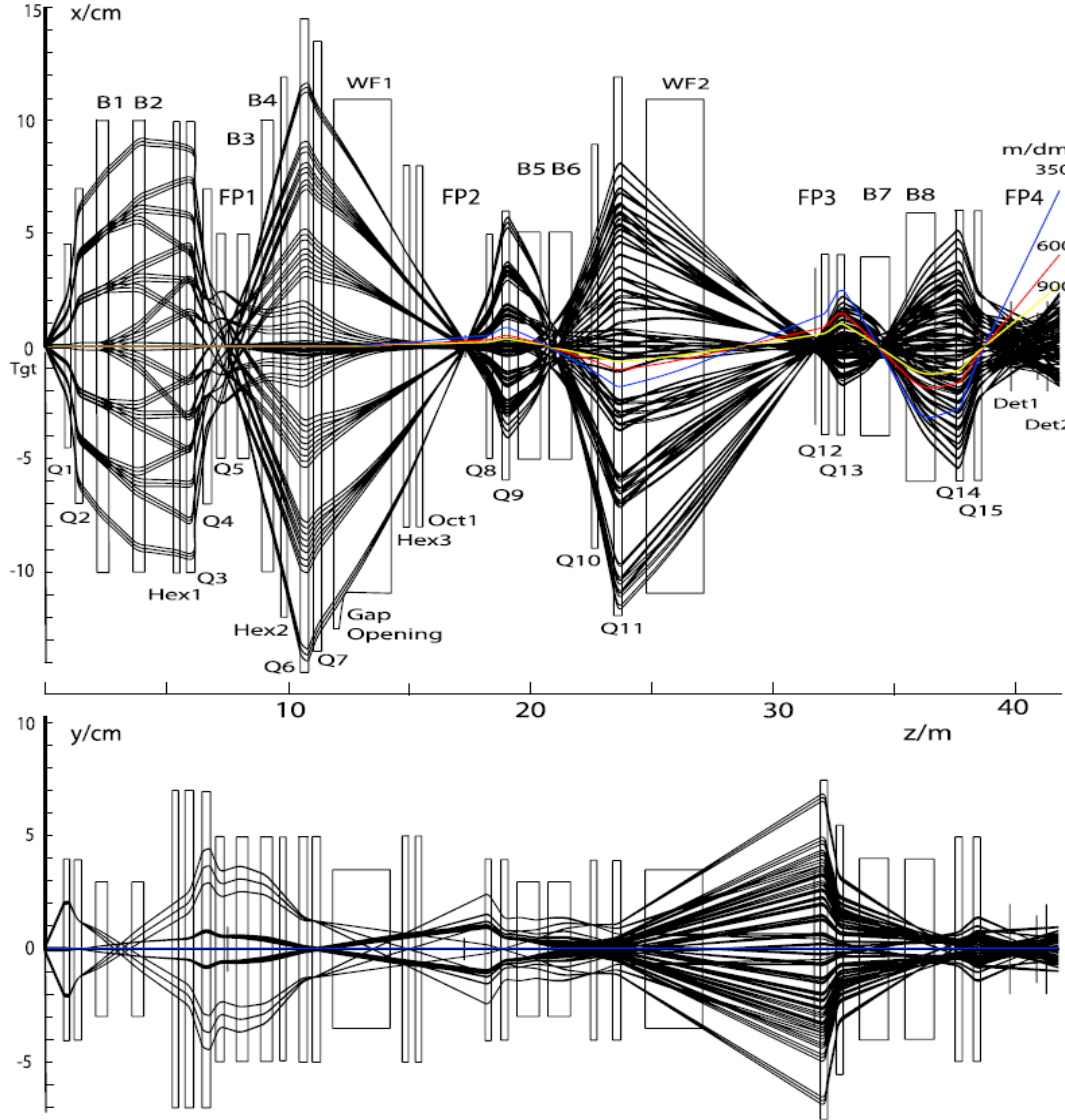 15
x/cm
B1
B2
B4
WF1
WF2
10
B3
B5
B6
m/dm
350
FP1
FP2
FP3
B7
B8
FP4
5
600
900
0
Tgt
Det1
Det2
-5
Q1
Q5
Q8
Q12
Q13
Q9
Q14
Q2
Q4
Q15
Oct1
Hex3
Q10
-10
Q3
Hex1
Gap
Opening
Hex2
Q11
Q7
Q6
10
20
30
40
10
y/cm
z/m
5
0
-5